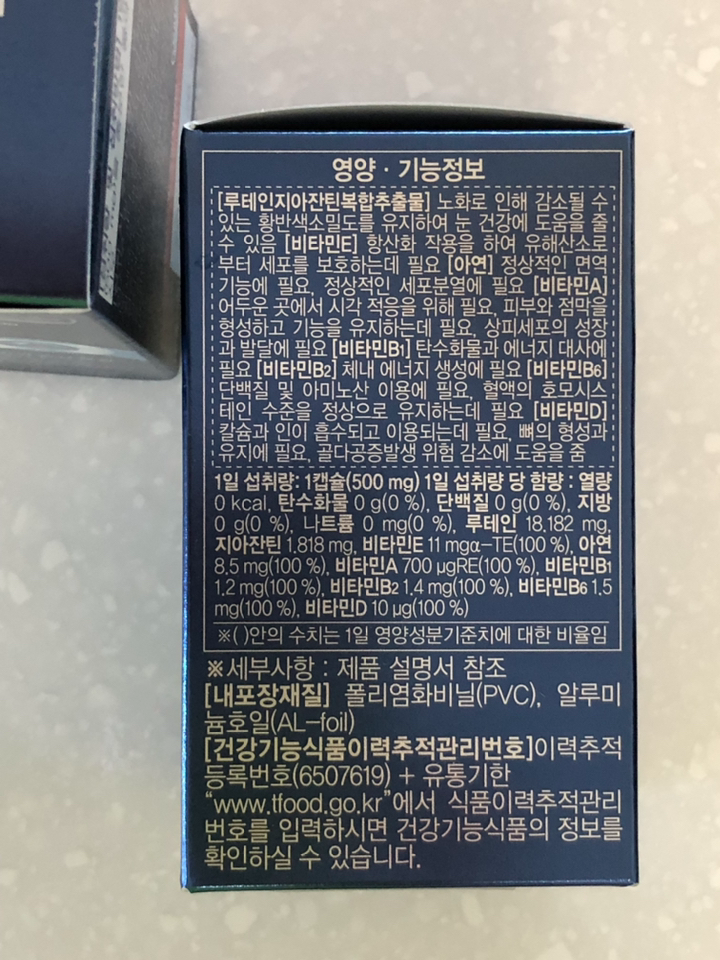 영양 · 기능정보
[루테인지아잔틴복합추출물] 노화로 인해 감소될 수
있는 황반색소밀도를 유지하여 눈 건강에 도움을 줄
수 있음 [비타민E] 항산화 작용을 하여 유해산소로
부터 세포를 보호하는데 필요 [아연] 정상적인 면역
기능에 필요, 정상적인 세포분열에 필요 [비타민A]
어두운 곳에서 시각 적응을 위해 필요, 피부와 점막을
형성하고 기능을 유지하는데 필요, 상피세포의 성장
과 발달에 필요 [비타민B1] 탄수화물과 에너지 대사에
필요 [비타민B2] 체내 에너지 생성에 필요 [비타민B6]
단백질 및 아미노산 이용에 필요, 혈액의 호모시스
테인 수준을 정상으로 유지하는데 필요 [비타민D]
칼슘과 인이 흡수되고 이용되는데 필요, 뼈의 형성과
유지에 필요, 골다공증발생 위험 감소에 도움을 줌
1일 섭취량: 1캡슐(500 mg) 1일 섭취량 당 함량 : 열량
0 kcal, 탄수화물 0 g(0 %), 단백질 0 g(0 %), 지방
0 g(0 %), 나트륨 0 mg(0 %), 루테인 18.182 mg,
지아잔틴 1.818 mg, 비타민E 11 mgα-TE(100 %), 아연
8.5 mg(100 %), 비타민A 700 µgRE(100 %), 비타민B1
1.2 mg(100 %), 비타민B2 1.4 mg(100 %), 비타민B6 1.5
mg(100 %), 비타민D 10 µg(100 %)
※( )안의 수치는 1일 영양성분기준치에 대한 비율임
※세부사항 : 제품 설명서 참조
[내포장재질] 폴리염화비닐(PVC), 알루미
늄호일(AL-foil)
[건강기능식품이력추적관리번호]이력추적
등록번호(6507619) + 유통기한
"www.tfood.go.kr"에서 식품이력추적관리
번호를 입력하시면 건강기능식품의 정보를
확인하실 수 있습니다.